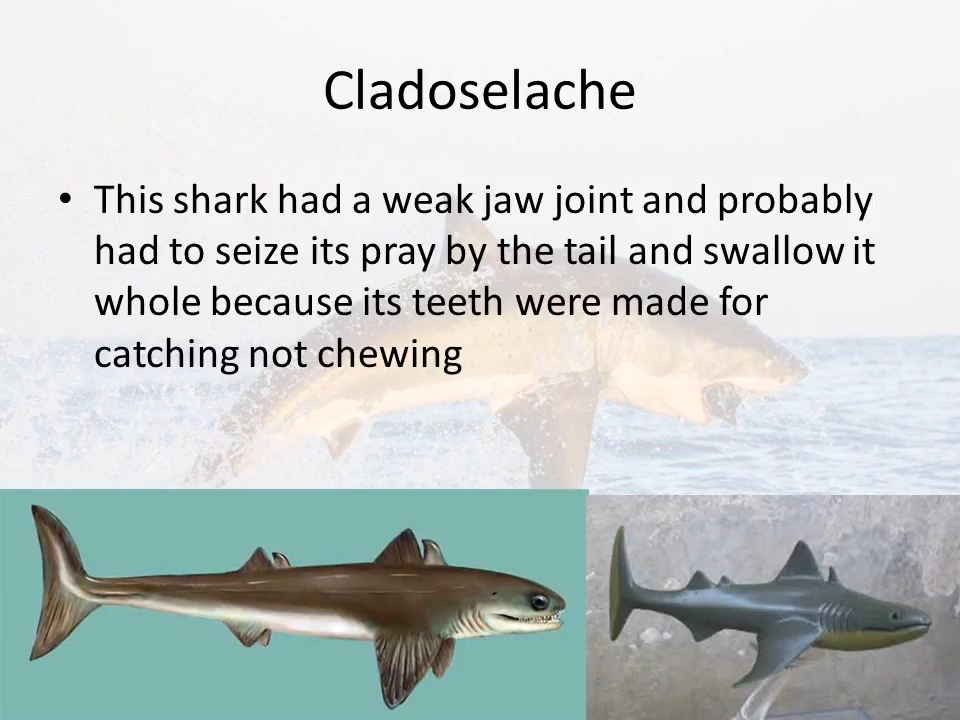 Cladoselache
• This shark had a weak jaw joint and probably
had to seize its pray by the tail and swallow it
whole because its teeth were made for
catching not chewing